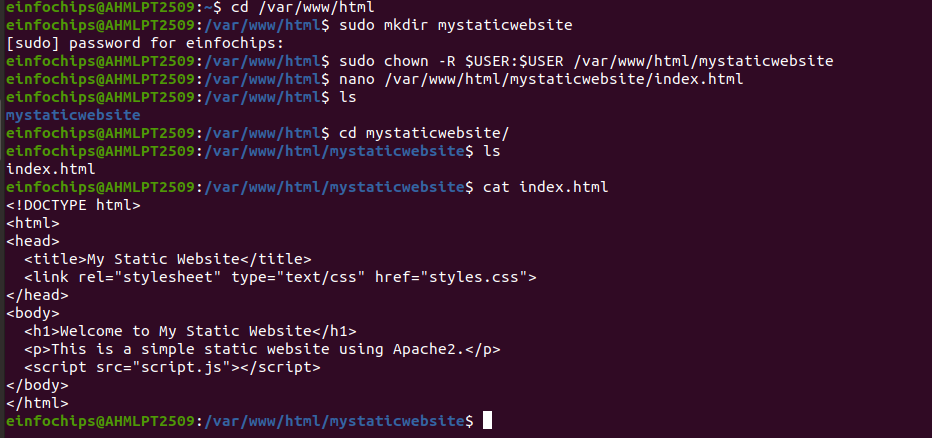 einfochips@AHMLPT2509:~$ cd /var/www/html
einfochips@AHMLPT2509:/var/www/html$ sudo mkdir mystaticwebsite
[sudo] password for einfochips:
einfochips@AHMLPT2509:/var/www/html$ sudo chown -R $USER:$USER /var/www/html/mystaticwebsite
einfochips@AHMLPT2509:/var/www/html$ nano /var/www/html/mystaticwebsite/index.html
einfochips@AHMLPT2509:/var/www/html$ ls
mystaticwebsite
einfochips@AHMLPT2509:/var/www/html$ cd mystaticwebsite/
einfochips@AHMLPT2509:/var/www/html/mystaticwebsite$ ls
index.html
einfochips@AHMLPT2509:/var/www/html/mystaticwebsite$ cat index.html
<!DOCTYPE html>
<html>
<head>
  <title>My Static Website</title>
  <link rel="stylesheet" type="text/css" href="styles.css">
</head>
<body>
  <h1>Welcome to My Static Website</h1>
  <p>This is a simple static website using Apache2.</p>
  <script src="script.js"></script>
</body>
</html>
einfochips@AHMLPT2509:/var/www/html/mystaticwebsite$